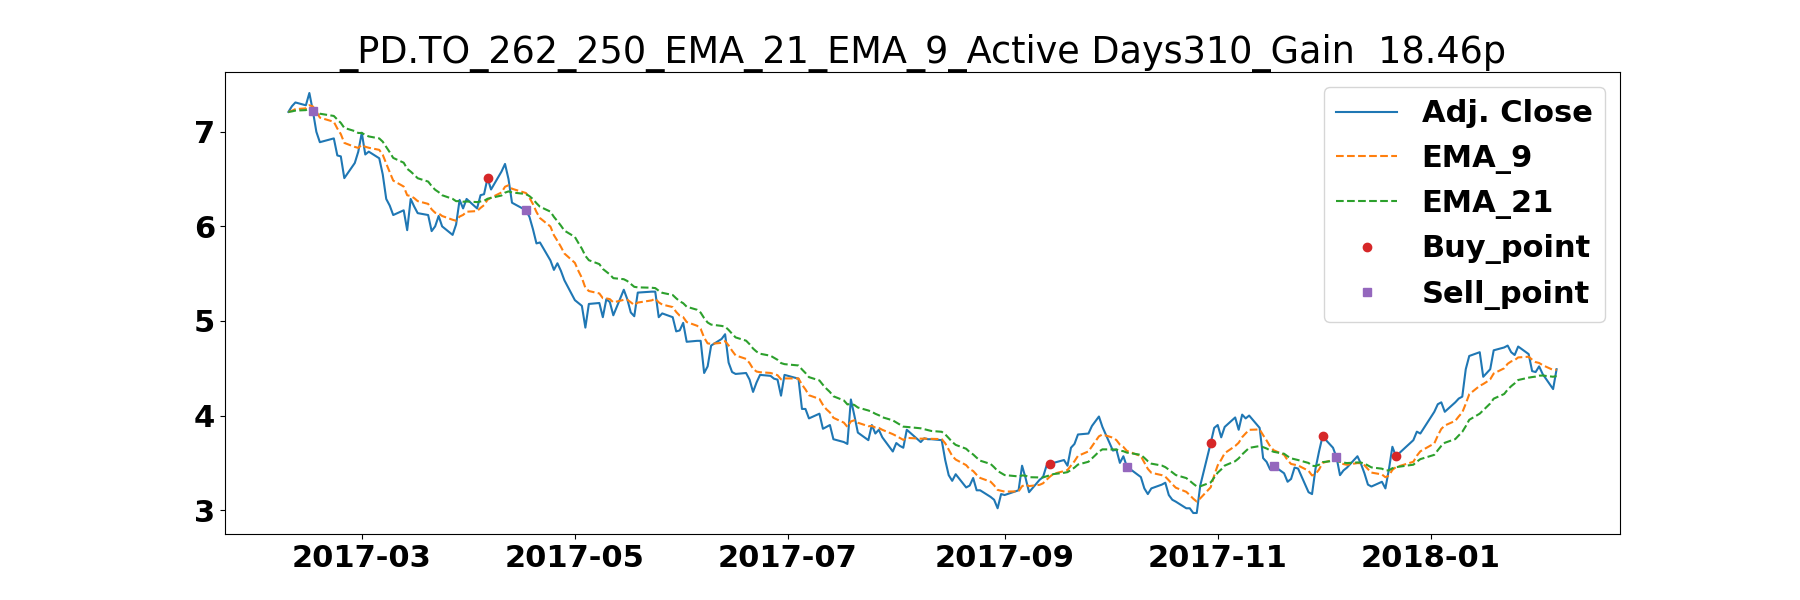 _PD.TO_262_250_EMA_21_EMA_9_Active Days310_Gain  18.46p
7
6
5
4
3
Adj. Close
EMA_9
EMA_21
Buy_point
Sell_point
2017-03 2017-05 2017-07 2017-09 2017-11 2018-01